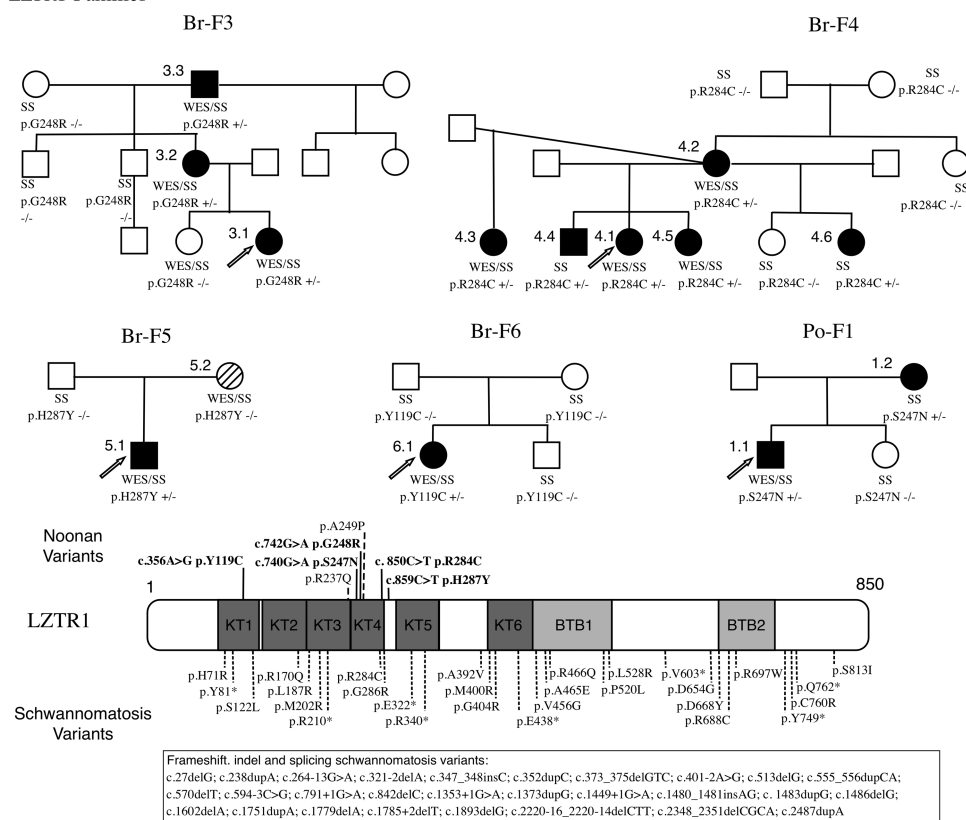 Br-F3
Br-F4
3.3
SS
p.G248R -/-
WES/SS
p.G248R +/-
SS
p.R284C -/-
SS
p.R284C -/-
3.2
SS
p.G248R
-/-
SS
p.G248R
-/-
WES/SS
p.G248R +/-
4.2
WES/SS
p.R284C +/-
SS
p.R284C -/-
3.1
WES/SS
p.G248R -/-
WES/SS
p.G248R +/-
4.3
WES/SS
p.R284C +/-
4.4
SS
p.R284C +/-
4.1
WES/SS
p.R284C +/-
4.5
WES/SS
p.R284C +/-
SS
p.R284C -/-
4.6
SS
p.R284C +/-
Br-F5
Br-F6
Po-F1
SS
p.H287Y -/-
5.2
WES/SS
p.H287Y -/-
5.1
WES/SS
p.H287Y +/-
SS
p.Y119C -/-
SS
p.Y119C -/-
6.1
WES/SS
p.Y119C +/-
SS
p.Y119C -/-
1.2
SS
p.S247N +/-
1.1
WES/SS
p.S247N +/-
SS
p.S247N -/-
Noonan
Variants
p.A249P
c.742G>A p.G248R
c.356A>G p.Y119C
c.740G>A p.S247N
c. 850C>T p.R284C
p.R237Q
c.859C>T p.H287Y
1
850
LZTR1
KT1
KT2
KT3
KT4
KT5
KT6
BTB1
BTB2
Schwannomatosis
Variants
p.H71R
p.Y81*
p.S122L
p.R170Q
p.L187R
p.M202R
p.R210*
p.R284C
p.G286R
p.E322*
p.R340*
p.A392V
p.M400R
p.G404R
p.E438*
p.V456G
p.A465E
p.R466Q
p.P520L
p.L528R
p.V603*
p.D654G
p.D668Y
p.R688C
p.R697W
p.Y749*
p.C760R
p.Q762*
p.S813I
Frameshift. indel and splicing schwannomatosis variants:
c.27delG; c.238dupA; c.264-13G>A; c.321-2delA; c.347_348insC; c.352dupC; c.373_375delGTC; c.401-2A>G; c.513delG; c.555_556dupCA;
c.570delT; c.594-3C>G; c.791+1G>A; c.842delC; c.1353+1G>A; c.1373dupG; c.1449+1G>A; c.1480_1481insAG; c. 1483dupG; c.1486delG;
c.1602delA; c.1751dupA; c.1779delA; c.1785+2delT; c.1893delG; c.2220-16_2220-14delCTT; c.2348_2351delCGCA; c.2487dupA